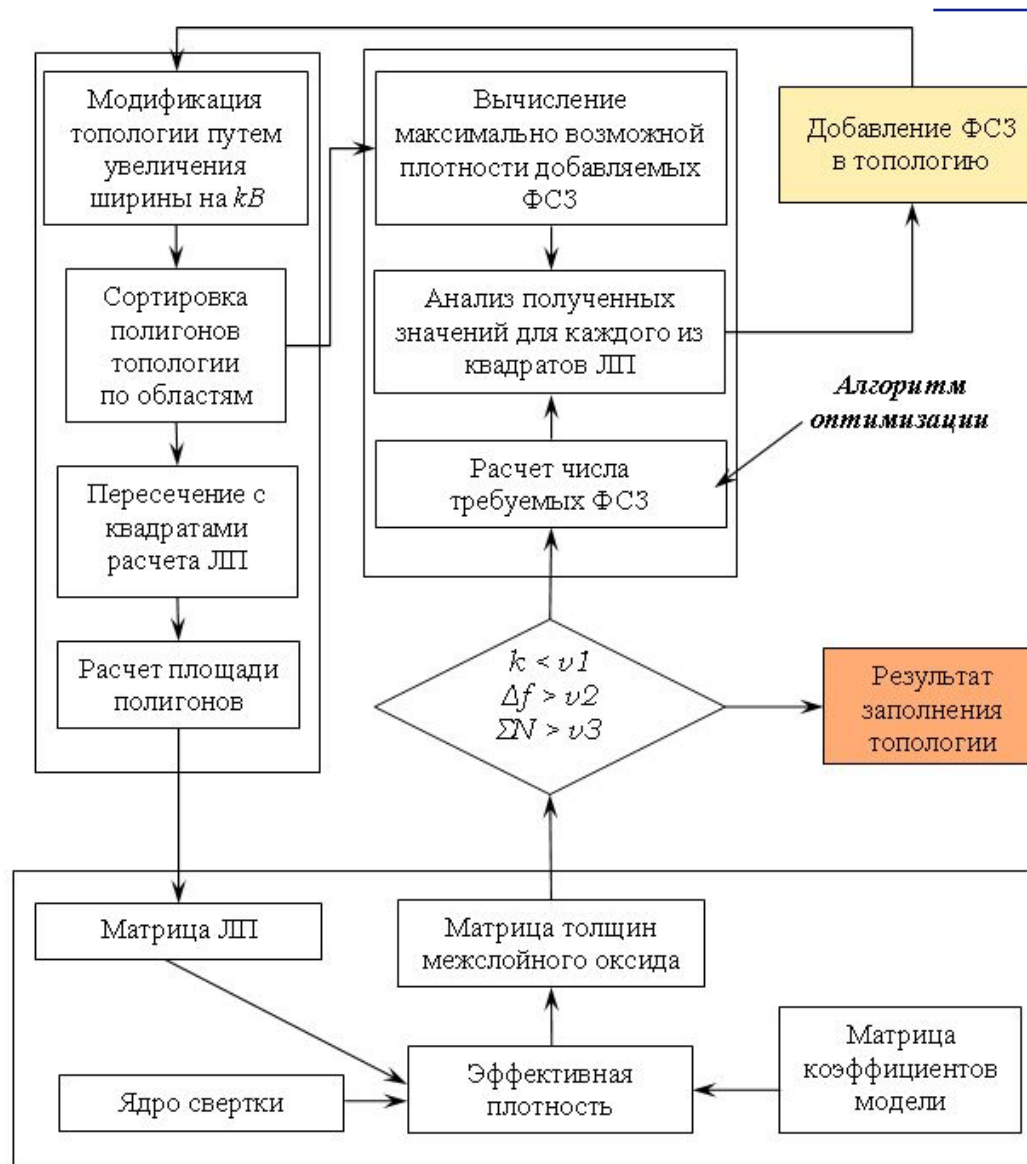 Модификация
топологии путем
увеличения
ширины на kB
Сортировка
полигонов
топологии
по областям
Пересечение с
квадратами
расчета ЛП
Расчет площади
полигонов
Вычисление
максимально возможной
плотности добавляемых
ФСЗ
Анализ полученных
значений для каждого из
квадратов ЛП
Расчет числа
требуемых ФСЗ
Добавление ФСЗ
в топологию
Алгоритм
оптимизации
k < υ1
Δf > υ2
ΣN > υ3
Результат
заполнения
топологии
Матрица ЛП
Матрица толщин
межслойного оксида
Ядро свертки
Эффективная
плотность
Матрица
коэффициентов
модели